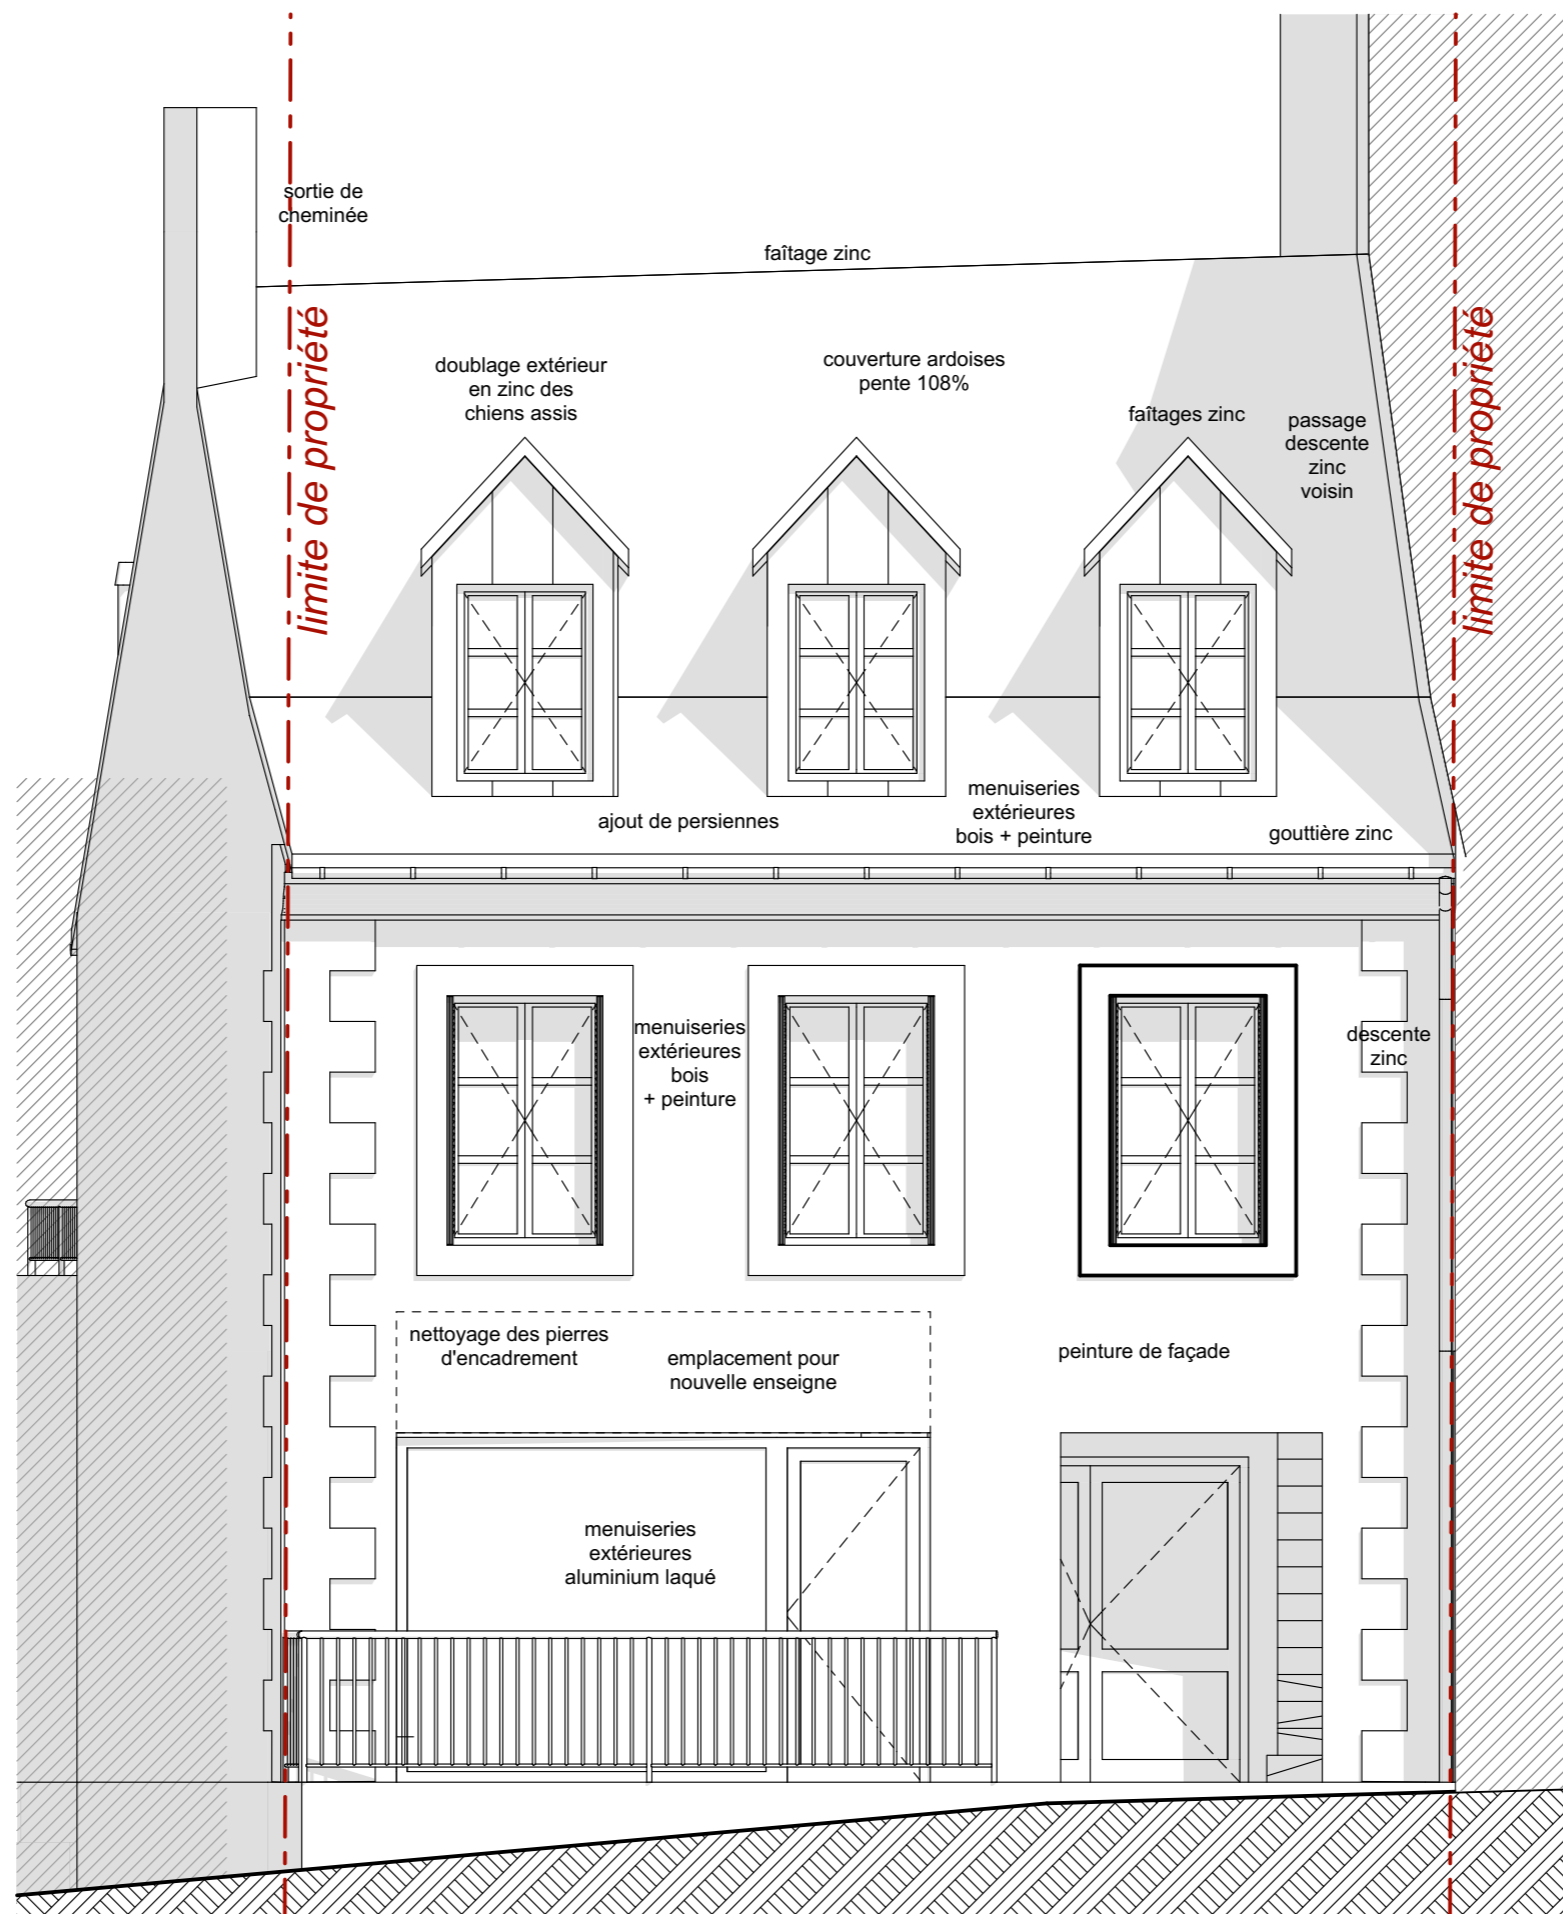 sortie de
cheminée
faîtage zinc
limite de propriété
limite de propriété
doublage extérieur
en zinc des
chiens assis
couverture ardoises
pente 108%
faîtages zinc
passage
descente
zinc
voisin
ajout de persiennes
menuiseries
extérieures
bois + peinture
gouttière zinc
menuiseries
extérieures
bois
+ peinture
descente
zinc
nettoyage des pierres
d'encadrement
emplacement pour
nouvelle enseigne
peinture de façade
menuiseries
extérieures
aluminium laqué